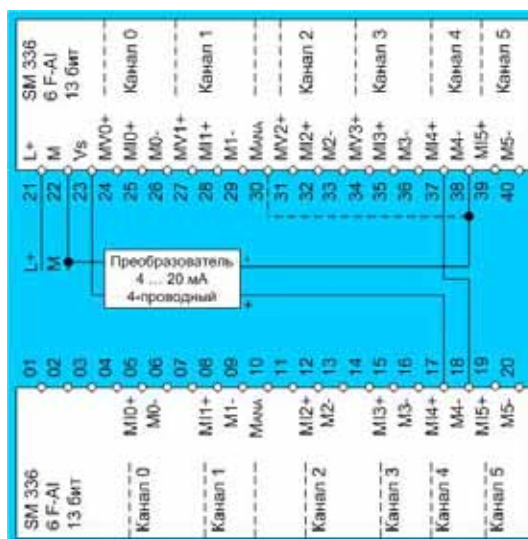 SM 336
6 F-AI
13 бит
Канал 0
Канал 1
Канал 2
Канал 3
Канал 4
Канал 5
L+
M
Vs
MV0+
MI0+
M0-
MV1+
MI1+
M1-
MANA
MV2+
MI2+
M2-
MV3+
MI3+
M3-
MI4+
M4-
MI5+
M5-
21
22
23
24
25
26
27
28
29
30
31
32
33
34
35
36
37
38
39
40
L+
M
Преобразователь
4 ... 20 мА
4-проводный
-
+
01
02
03
04
05
06
07
08
09
10
11
12
13
14
15
16
17
18
19
20
MI0+
M0-
MI1+
M1-
MANA
MI2+
M2-
MI3+
M3-
MI4+
M4-
MI5+
M5-
Канал 0
Канал 1
Канал 2
Канал 3
Канал 4
Канал 5
SM 336
6 F-AI
13 бит